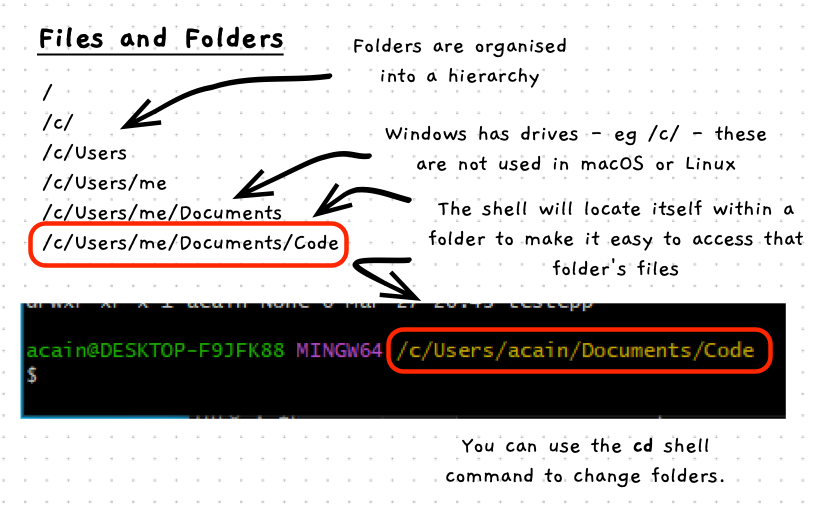 Files and Folders
Folders are organised
into a hierarchy
/
/c/
/c/Users
/c/Users/me
/c/Users/me/Documents
/c/Users/me/Documents/Code
Windows has drives - eg /c/ - these
are not used in macOS or Linux
The shell will locate itself within a
folder to make it easy to access that
folder's files
acain@DESKTOP-F9JFK88 MINGW64 /c/Users/acain/Documents/Code
$
You can use the cd shell
command to change folders.